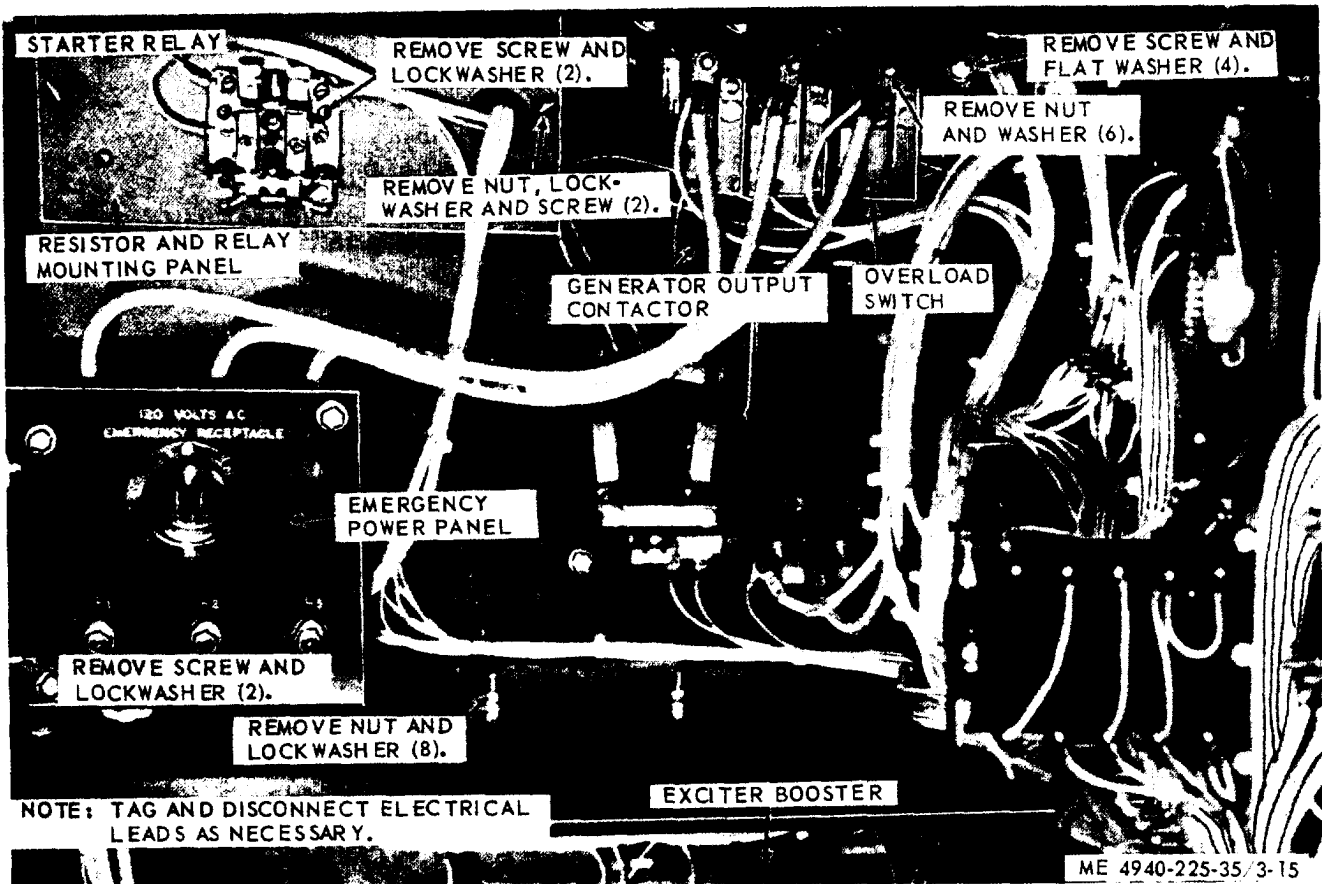 STARTER RELAY
REMOVE SCREW AND
LOCKWASHER (2).
REMOVE SCREW AND
FLAT WASHER (4).
REMOVE NUT
AND WASHER (6).
REMOVE NUT, LOCK-
WASHER AND SCREW (2).
RESISTOR AND RELAY
MOUNTING PANEL
GENERATOR OUTPUT
CONTACTOR
OVERLOAD
SWITCH
120 VOLTS A C
EMERGENCY RECEPTACLE
EMERGENCY
POWER PANEL
REMOVE SCREW AND
LOCKWASHER (2).
REMOVE NUT AND
LOCKWASHER (8).
NOTE: TAG AND DISCONNECT ELECTRICAL
LEADS AS NECESSARY.
EXCITER BOOSTER
ME 4940-225-35/3-15